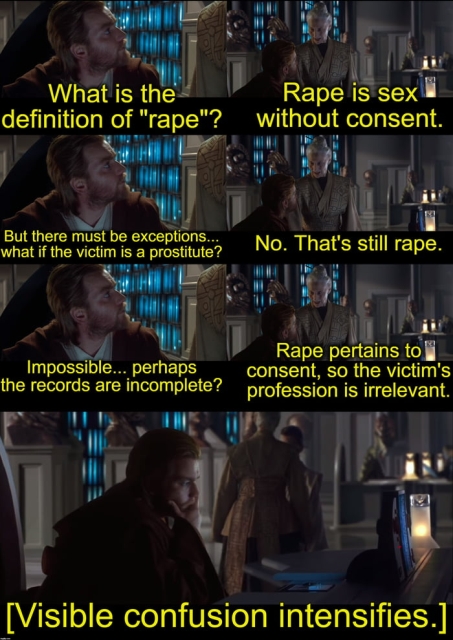 What is the
definition of "rape"?
Rape is sex
without consent.
But there must be exceptions...
what if the victim is a prostitute?
No. That's still rape.
Impossible... perhaps
the records are incomplete?
Rape pertains to
consent, so the victim's
profession is irrelevant.
[Visible confusion intensifies.]